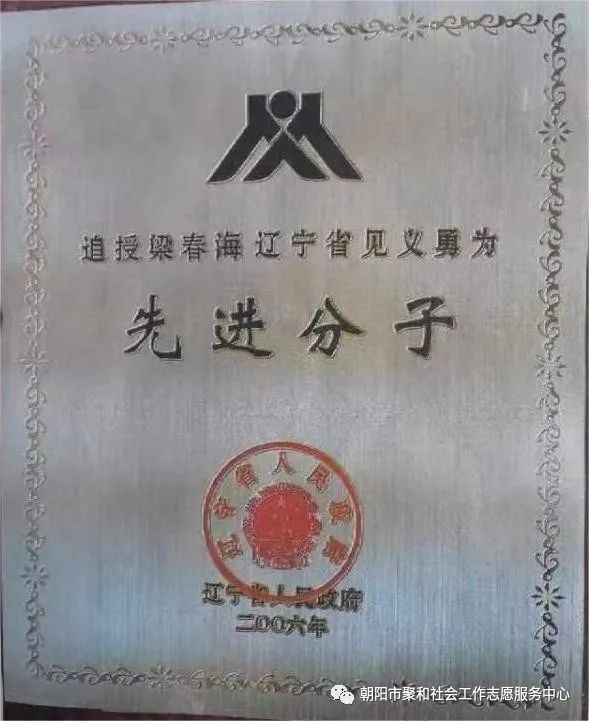 追授梁春海辽宁省见义勇为
先进分子
辽宁省人民政府
辽宁省人民政府
二00六年
朝阳市聚和社会工作志愿服务中心